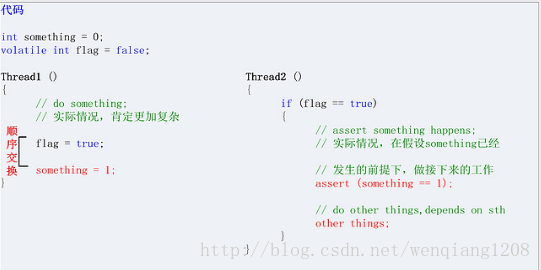 代码
int something = 0;
volatile int flag = false;
Thread1 ()
{
// do something;
// 实际情况，肯定更加复杂
flag = true;
something = 1;
}
顺序交换
Thread2 ()
{
if (flag == true)
{
// assert something happens;
// 实际情况，在假设something已经
// 发生的前提下，做接下来的工作
assert (something == 1);
// do other things,depends on sth
other things;
}
}
http://blog.csdn.net/wenqiang1208